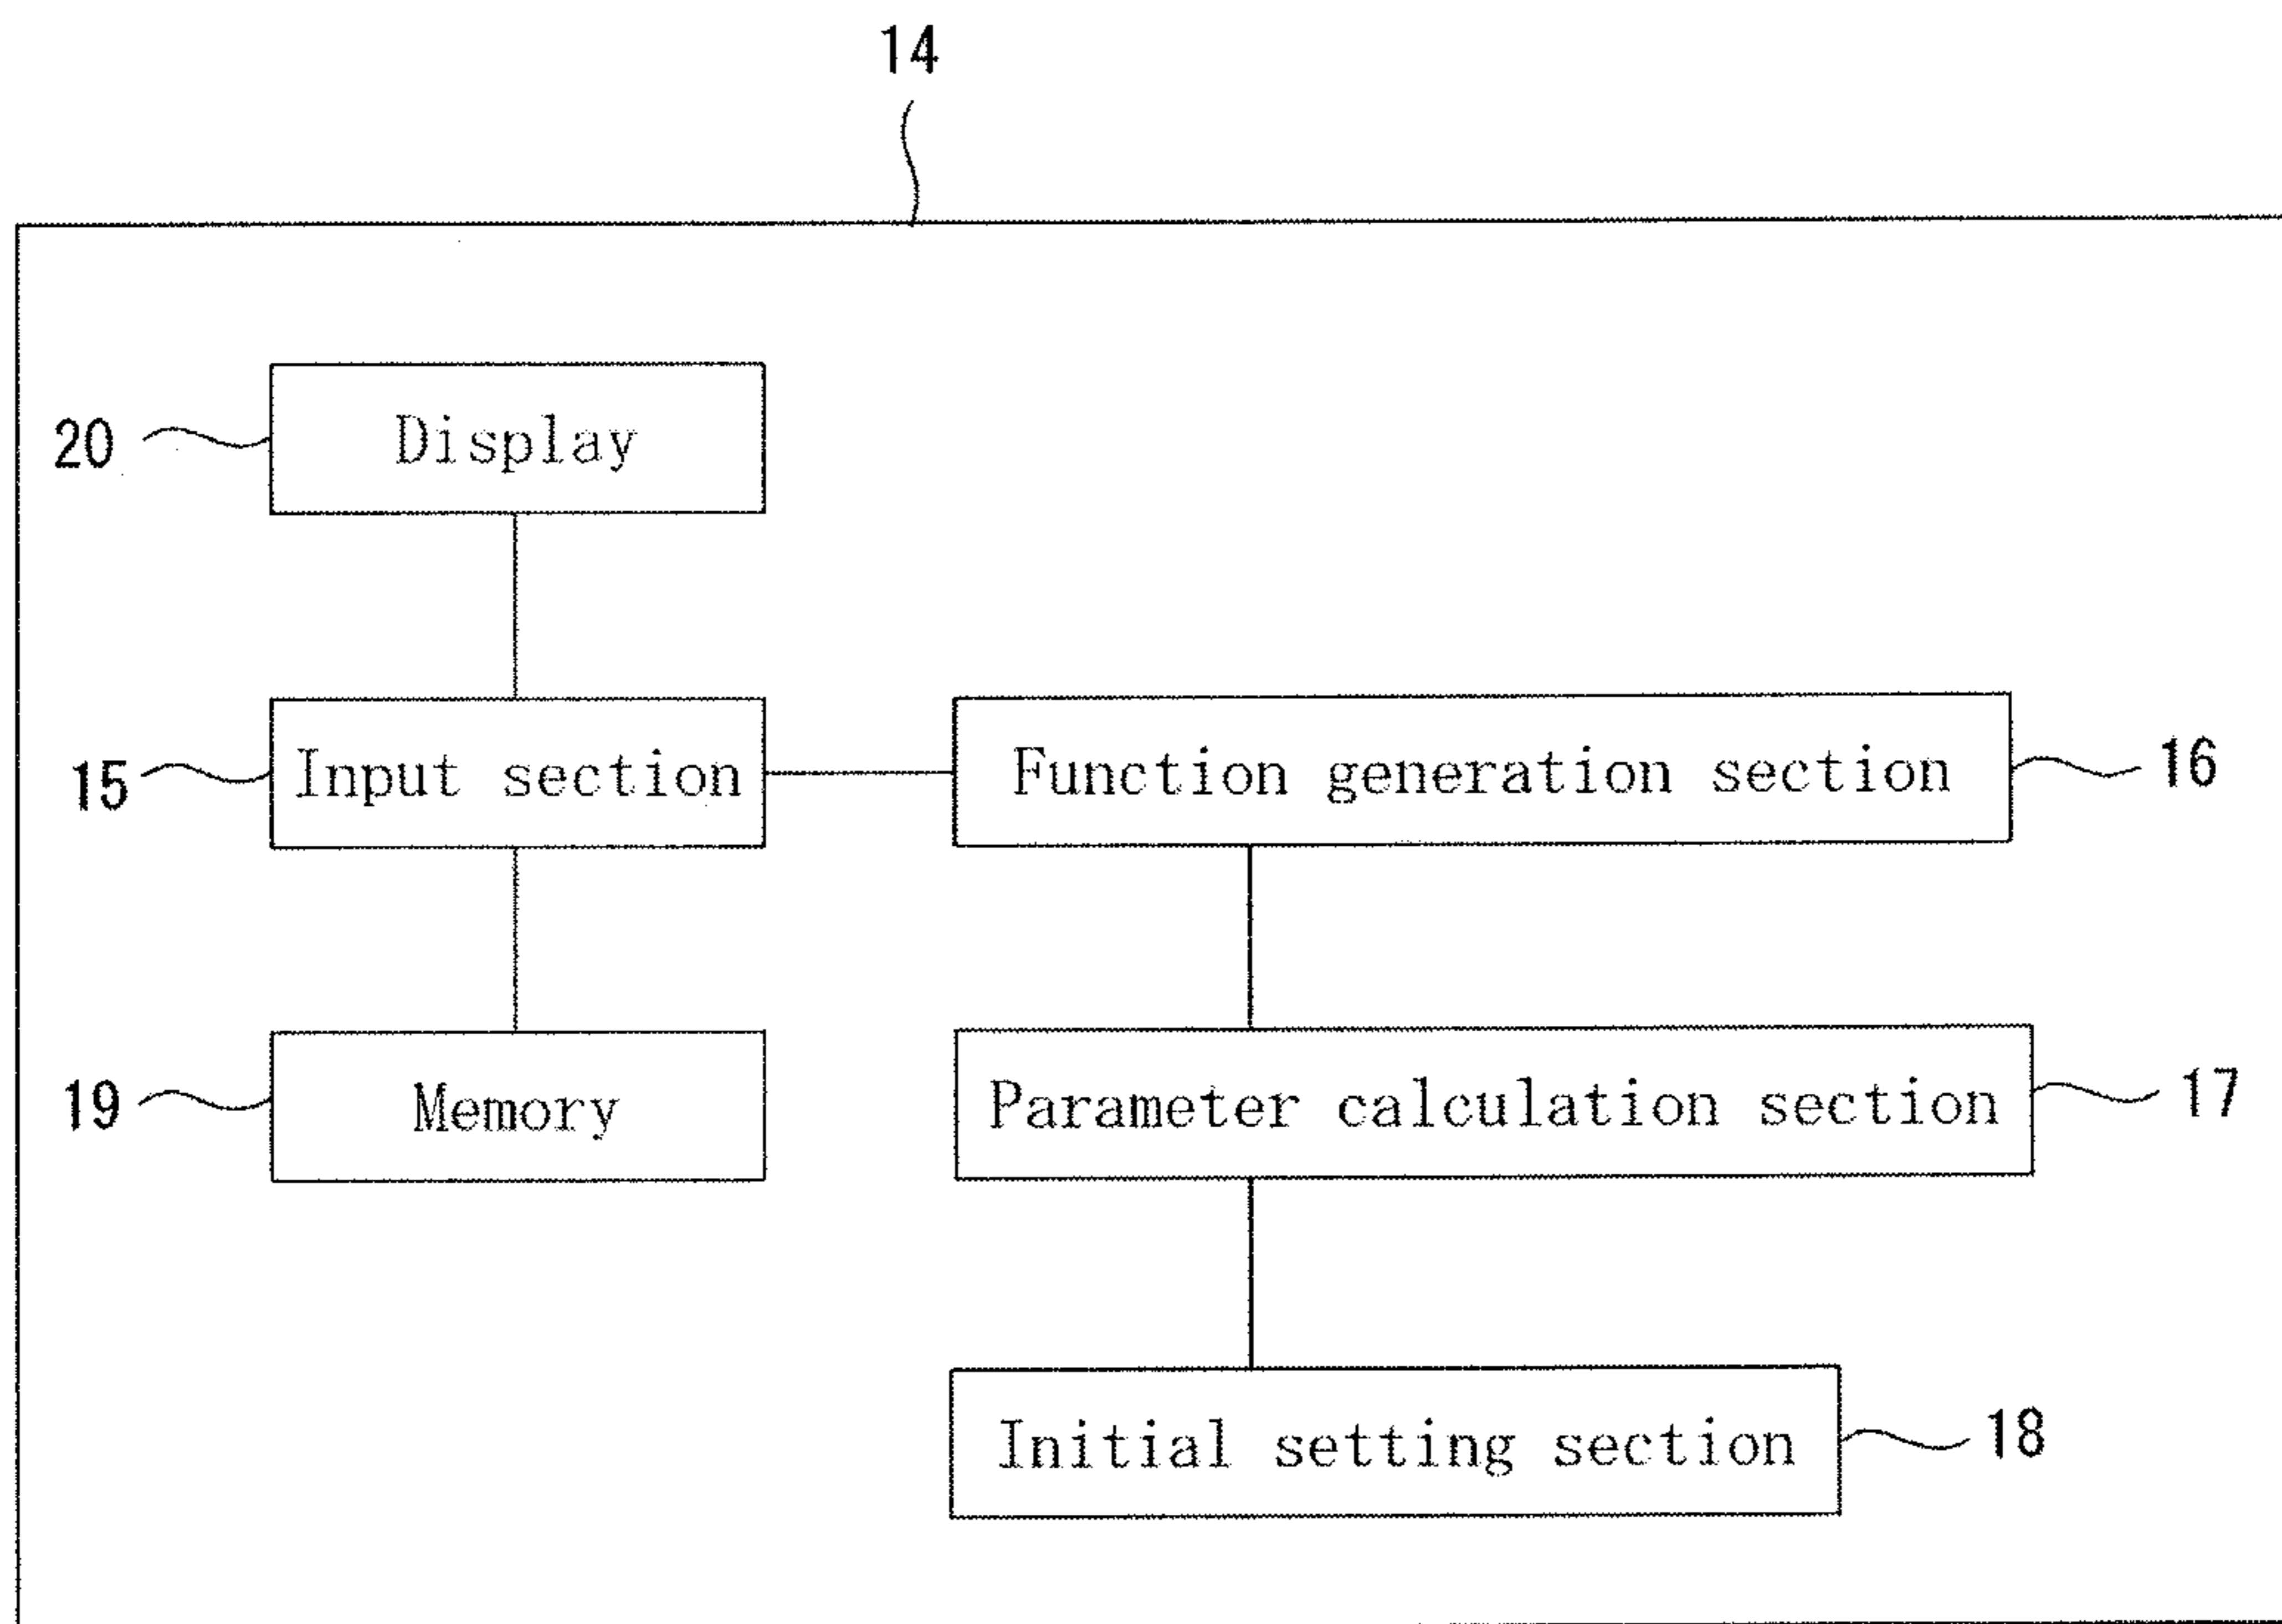 14
20
Display
15
Input section
Function generation section
16
19
Memory
Parameter calculation section
17
Initial setting section
18